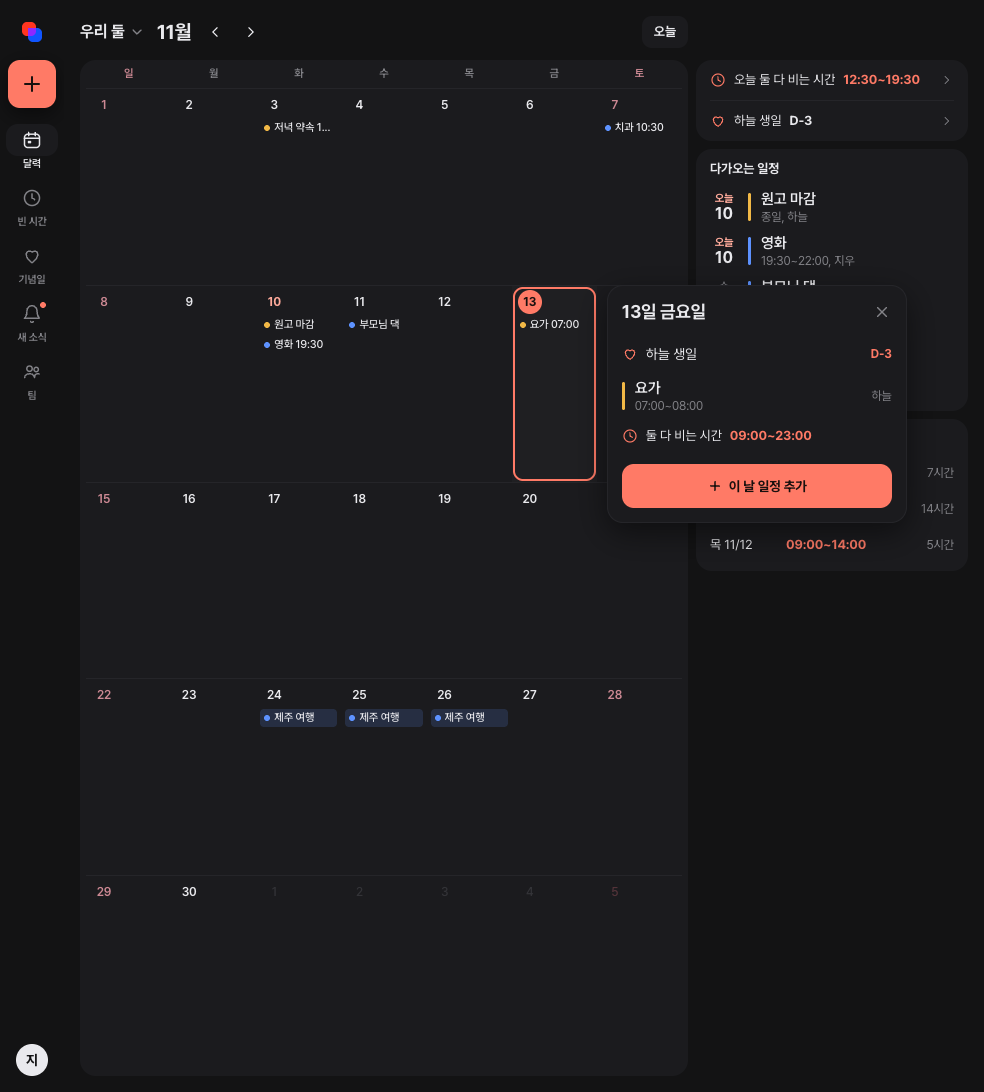 우리 둘 11월 오늘
달력
빈 시간
기념일
새 소식
팀
지
일 월 화 수 목 금 토
1 2 3 4 5 6 7
저녁 약속 1... 치과 10:30
8 9 10 11 12 13
원고 마감 부모님 댁 요가 07:00
영화 19:30
15 16 17 18 19 20
22 23 24 25 26 27 28
제주 여행 제주 여행 제주 여행
29 30 1 2 3 4 5
오늘 둘 다 비는 시간 12:30~19:30
하늘 생일 D-3
다가오는 일정
오늘 원고 마감
10 종일, 하늘
오늘 영화
10 19:30~22:00, 지우
13일 금요일
하늘 생일 D-3
요가
07:00~08:00 하늘
둘 다 비는 시간 09:00~23:00
+ 이 날 일정 추가
7시간
14시간
목 11/12 09:00~14:00 5시간